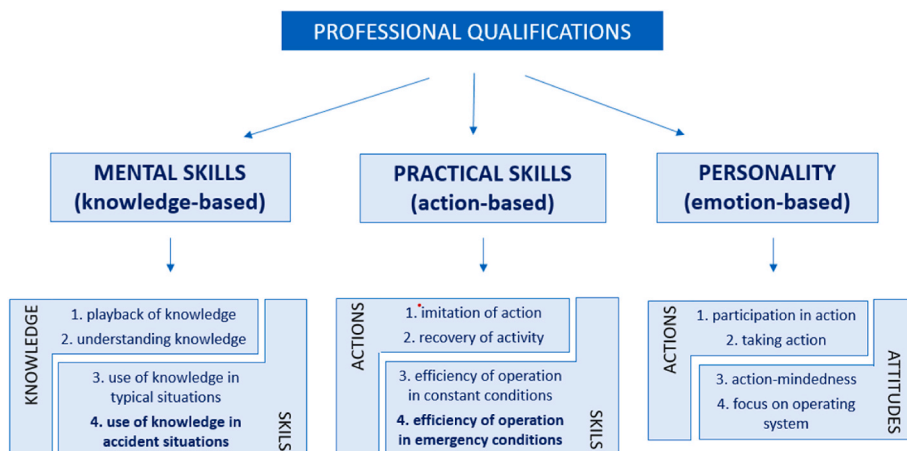 PROFESSIONAL QUALIFICATIONS
MENTAL SKILLS
(knowledge-based)
PRACTICAL SKILLS
(action-based)
PERSONALITY
(emotion-based)
KNOWLEDGE
1. playback of knowledge
2. understanding knowledge
3. use of knowledge in
typical situations
4. use of knowledge in
accident situations
SKILS
ACTIONS
1. imitation of action
2. recovery of activity
3. efficiency of operation
in constant conditions
4. efficiency of operation
in emergency conditions
SKILS
ACTIONS
1. participation in action
2. taking action
3. action-mindedness
4. focus on operating
system
ATTITUDES